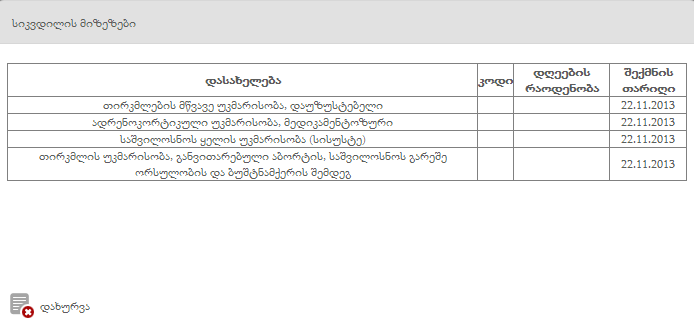 სიკვდილის მიზეზები
დასახელება კოდი დღეების რაოდენობა შექმნის თარიღი
თირკმლების მწვავე უკმარისობა, დაუზუსტებელი 22.11.2013
ადრენოკორტიკული უკმარისობა, მედიკამენტოზური 22.11.2013
საშვილოსნოს ყელის უკმარისობა (სისუსტე) 22.11.2013
თირკმლის უკმარისობა, განვითარებული აბორტის, საშვილოსნოს გარეშე
ორსულობის და ბუშტნამქერის შემდეგ 22.11.2013
დახურვა